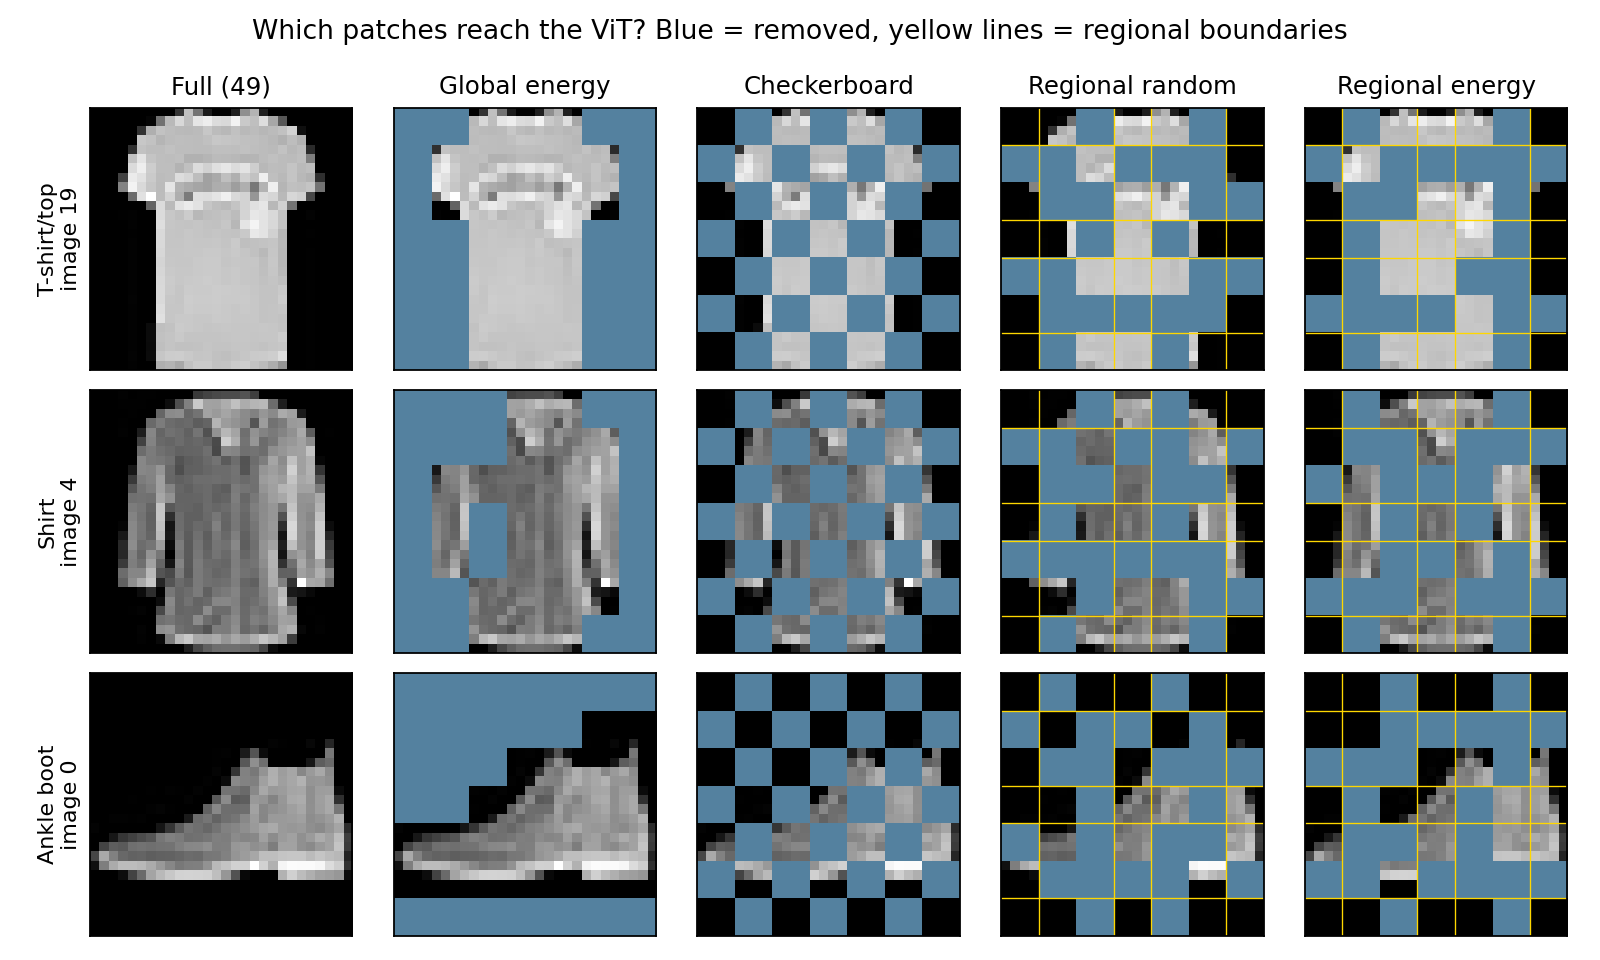 Which patches reach the ViT? Blue = removed, yellow lines = regional boundaries
Full (49)
Global energy
Checkerboard
Regional random
Regional energy
T-shirt/top
image 19
Shirt
image 4
Ankle boot
image 0